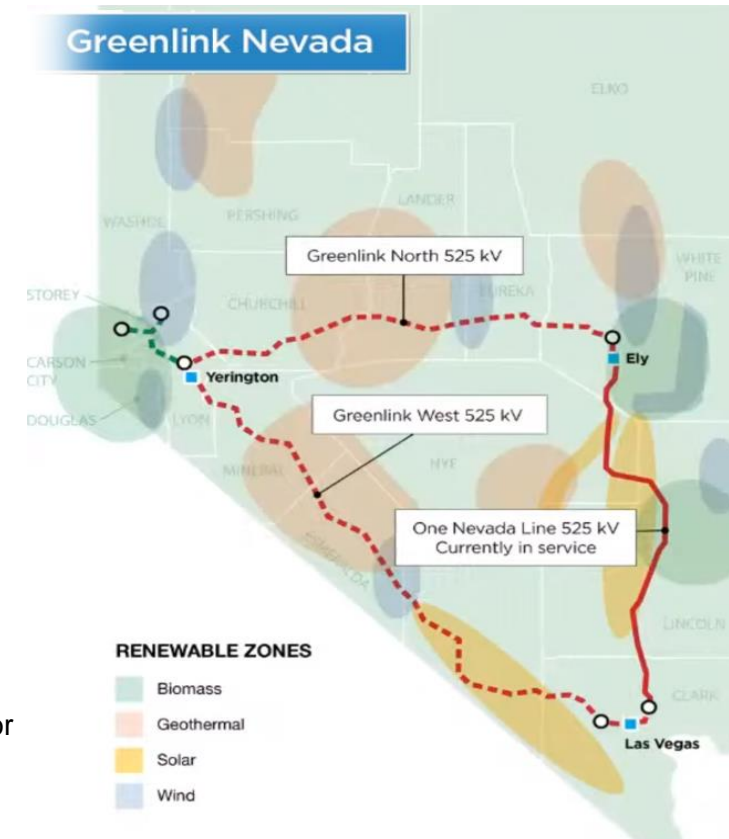 Greenlink Nevada
ELKO
LANDER
PERSHING
WASHOE
Greenlink North 525 kV
WHITE
PINE
EUREKA
STOREY
CHURCHILL
CARSON
CITY
Ely
Yerington
DOUGLAS
LYON
Greenlink West 525 kV
MINERAL
NYE
One Nevada Line 525 kV
Currently in service
ESMERALDA
LINCOLN
RENEWABLE ZONES
Biomass
CLARK
Geothermal
or
Las Vegas
Solar
Wind